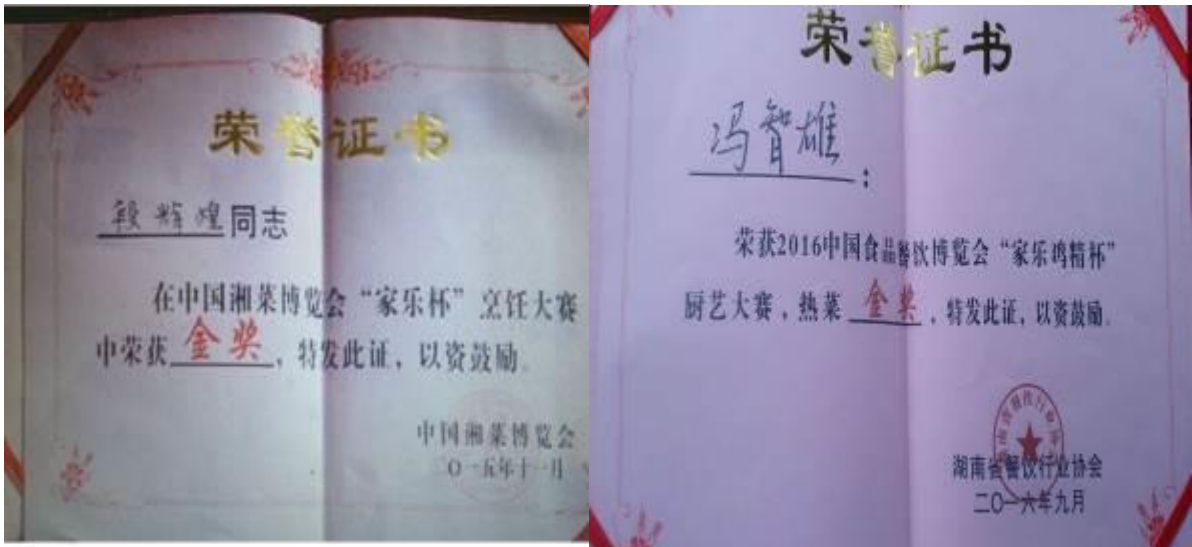 荣誉证书
段辉煌同志
在中国湘菜博览会“家乐杯”烹饪大赛
中荣获 金奖 ，特发此证，以资鼓励。
中国湘菜博览会
二〇一五年十一月
荣誉证书
冯智雄：
荣获2016中国食品餐饮博览会“家乐鸡精杯”
厨艺大赛，热菜 金奖 ，特发此证，以资鼓励。
湖南省餐饮行业协会
二〇一六年九月